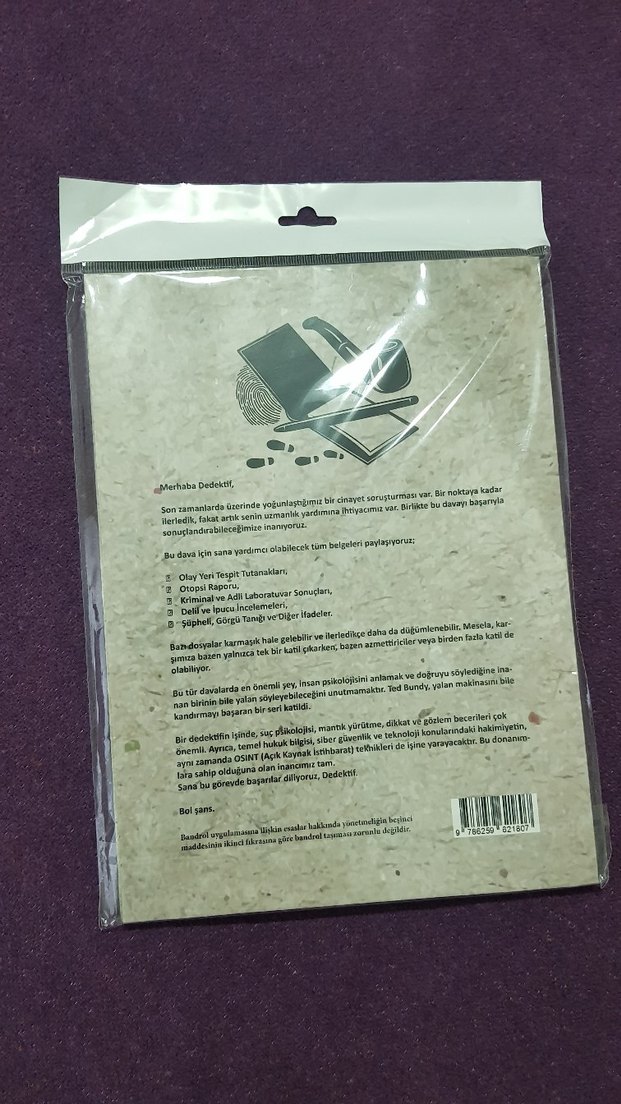 Merhaba Dedektif,
Son zamanlarda üzerinde yoğunlaştığımız bir cinayet soruşturması var. Bir noktaya kadar
ilerledik, fakat artık senin uzmanlık yardımına ihtiyacımız var. Birlikte bu davayı başarıyla
sonuçlandırabileceğimize inanıyoruz.
Bu dava için sana yardımcı olabilecek tüm belgeleri paylaşıyoruz;
Olay Yeri Tespit Tutanakları,
Otopsi Raporu,
Kriminal ve Adli Laboratuvar Sonuçları,
Delil ve İpucu İncelemeleri,
Şüpheli, Görgü Tanığı ve Diğer İfadeler.
Bazı dosyalar karmaşık hale gelebilir ve ilerledikçe daha da düğümlenebilir. Mesela, kar-
şımıza bazen yalnızca tek bir katil çıkarken, bazen azmettiriciler veya birden fazla katil de
olabiliyor.
Bu tür davalarda en önemli şey, insan psikolojisini anlamak ve doğruyu söylediğine ina-
nan birinin bile yalan söyleyebileceğini unutmamaktır. Ted Bundy, yalan makinasını bile
kandırmayı başaran bir seri katildi.
Bir dedektifin işinde, suç psikolojisi, mantık yürütme, dikkat ve gözlem becerileri çok
önemli. Ayrıca, temel hukuk bilgisi, siber güvenlik ve teknoloji konularındaki hakimiyetin,
aynı zamanda OSINT (Açık Kaynak İstihbarat) teknikleri de işine yarayacaktır. Bu donanım-
lara sahip olduğuna olan inancımız tam.
Sana bu görevde başarılar diliyoruz, Dedektif.
Bol şans.
Bandrol uygulamasına ilişkin esaslar hakkında yönetmeliğin beşinci
maddesinin ikinci fıkrasına göre bandrol taşıması zorunlu değildir.
9 786259 821807